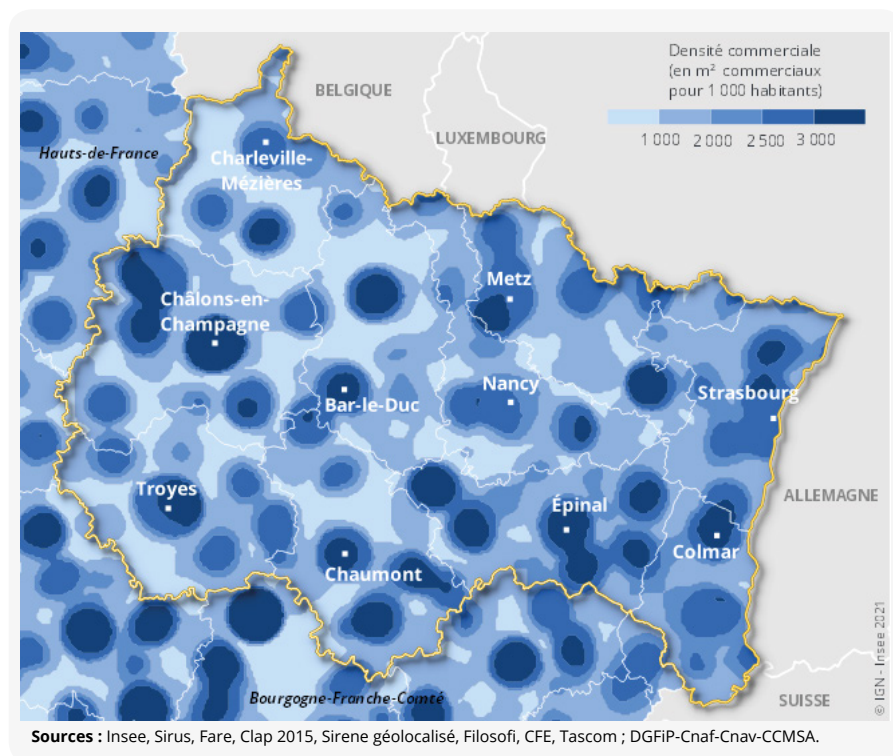 Densité commerciale
(en m² commerciaux
pour 1 000 habitants)
1 000 2 000 2 500 3 000
BELGIQUE
LUXEMBOURG
Hauts-de-France
Charleville-
Mézières
Metz
Châlons-en-
Champagne
Nancy
Strasbourg
Bar-le-Duc
Troyes
Épinal
ALLEMAGNE
Colmar
Chaumont
Bourgogne-Franche-Comté
SUISSE
© IGN - Insee 2021
Sources : Insee, Sirus, Fare, Clap 2015, Sirene géolocalisé, Filosofi, CFE, Tascom ; DGFiP-Cnaf-Cnav-CCMSA.